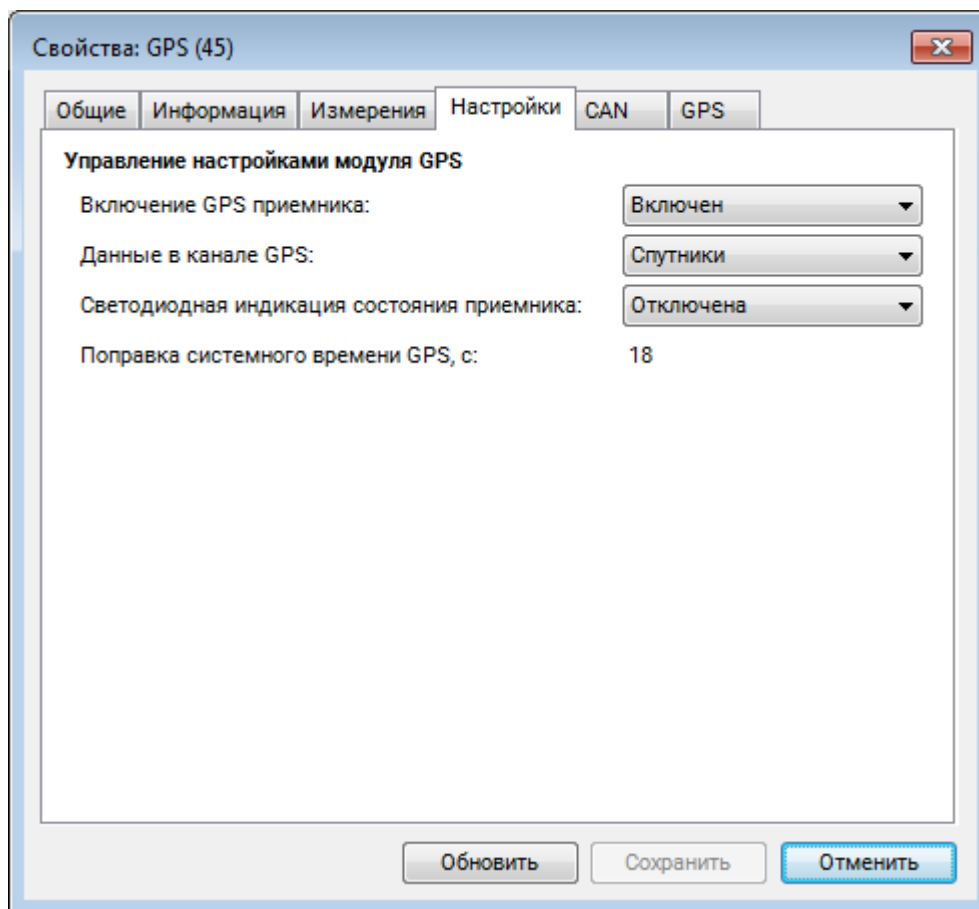 Свойства: GPS (45)
Общие Информация Измерения Настройки CAN GPS
Управление настройками модуля GPS
Включение GPS приемника: Включен
Данные в канале GPS: Спутники
Светодиодная индикация состояния приемника: Отключена
Поправка системного времени GPS, с: 18
Обновить Сохранить Отменить